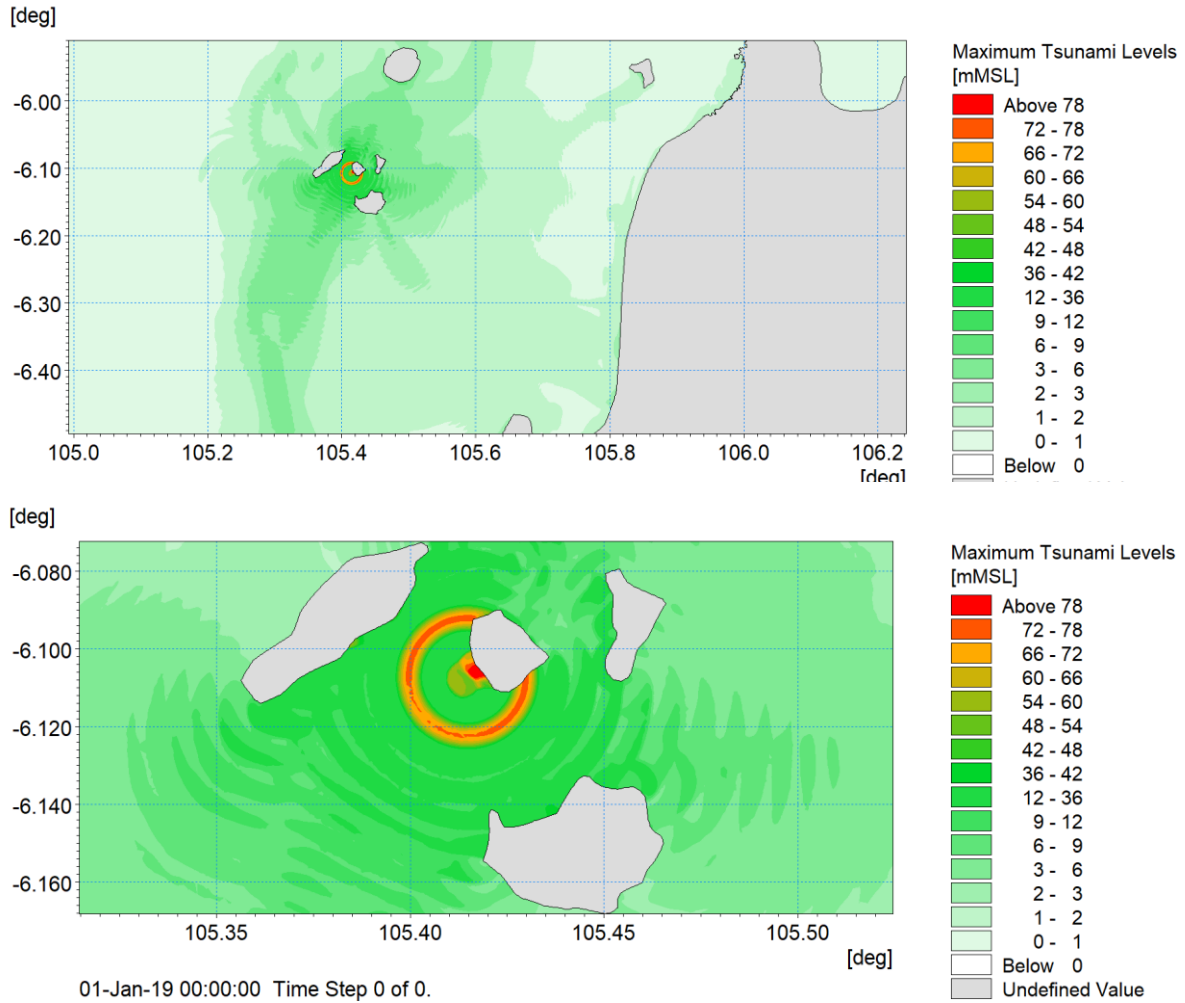 [deg]
Maximum Tsunami Levels
[mMSL]
Above 78
72 - 78
66 - 72
60 - 66
54 - 60
48 - 54
42 - 48
36 - 42
12 - 36
9 - 12
6 - 9
3 - 6
2 - 3
1 - 2
0 - 1
Below 0
-6.00
-6.10
-6.20
-6.30
-6.40
105.0 105.2 105.4 105.6 105.8 106.0 106.2
[deg]
[deg]
Maximum Tsunami Levels
[mMSL]
Above 78
72 - 78
66 - 72
60 - 66
54 - 60
48 - 54
42 - 48
36 - 42
12 - 36
9 - 12
6 - 9
3 - 6
2 - 3
1 - 2
0 - 1
Below 0
Undefined Value
-6.080
-6.100
-6.120
-6.140
-6.160
105.35 105.40 105.45 105.50
[deg]
01-Jan-19 00:00:00 Time Step 0 of 0.